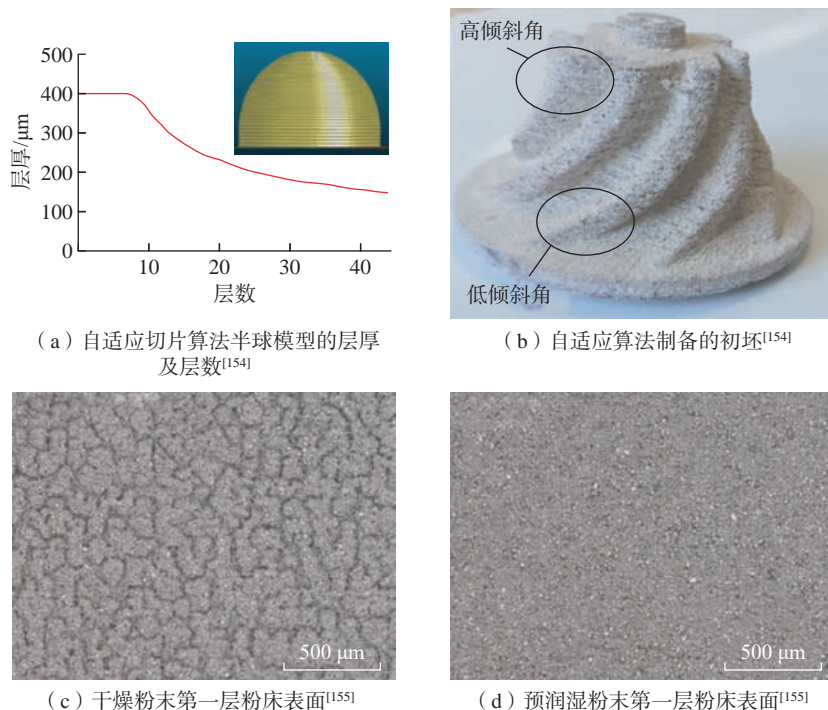 500
400
300
200
100
0
层厚/μm
10
20
30
40
层数
（a）自适应切片算法半球模型的层厚
及层数[154]
高倾斜角
低倾斜角
（b）自适应算法制备的初坯[154]
500 μm
（c）干燥粉末第一层粉床表面[155]
500 μm
（d）预润湿粉末第一层粉床表面[155]